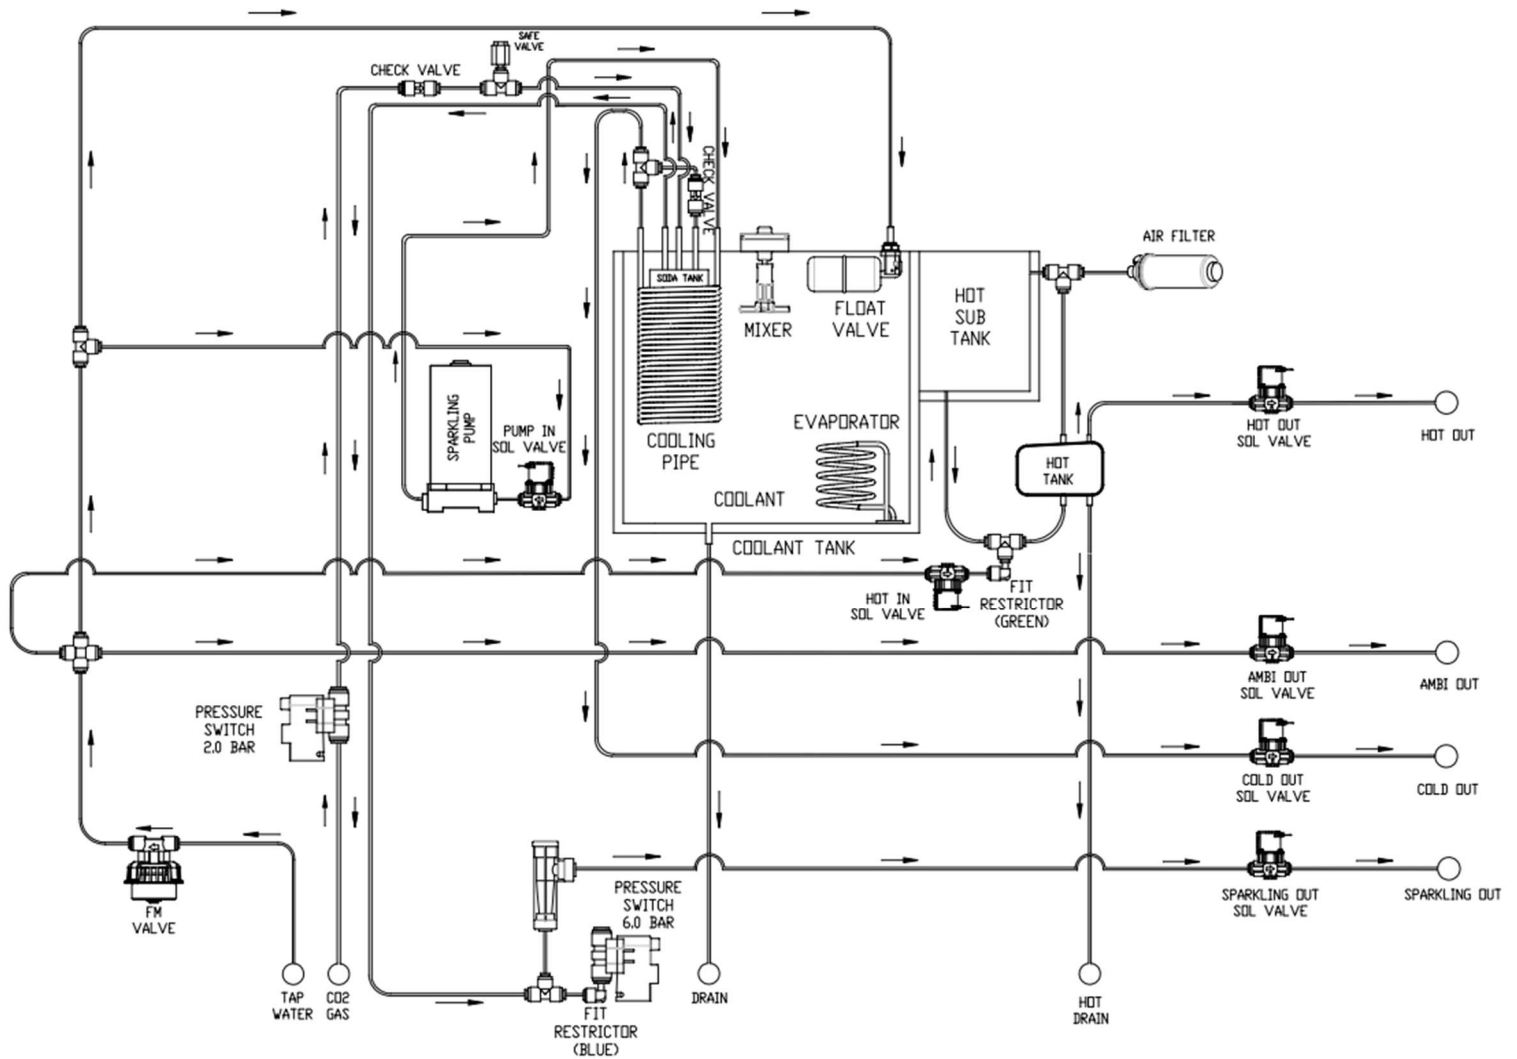 SAFE
VALVE
CHECK VALVE
CHECK VALVE
AIR FILTER
SODA TANK
MIXER
FLOAT
VALVE
HOT
SUB
TANK
SPARKLING
PUMP
PUMP IN
SOL VALVE
COOLING
PIPE
EVAPORATOR
COOLANT
COOLANT TANK
HOT
TANK
HOT OUT
SOL VALVE
HOT OUT
HOT IN
SOL VALVE
FIT
RESTRICTOR
(GREEN)
AMBI OUT
SOL VALVE
AMBI OUT
PRESSURE
SWITCH
2.0 BAR
COLD OUT
SOL VALVE
COLD OUT
PRESSURE
SWITCH
6.0 BAR
SPARKLING OUT
SOL VALVE
SPARKLING OUT
FM
VALVE
TAP
WATER
CO2
GAS
FIT
RESTRICTOR
(BLUE)
DRAIN
HOT
DRAIN